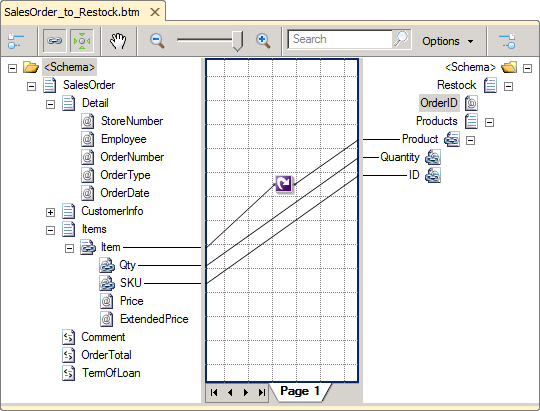 SalesOrder_to_Restock.btm
Search
Options
<Schema>
SalesOrder
Detail
StoreNumber
Employee
OrderNumber
OrderType
OrderDate
CustomerInfo
Items
Item
Qty
SKU
Price
ExtendedPrice
Comment
OrderTotal
TermOfLoan
<Schema>
Restock
OrderID
Products
Product
Quantity
ID
Page 1